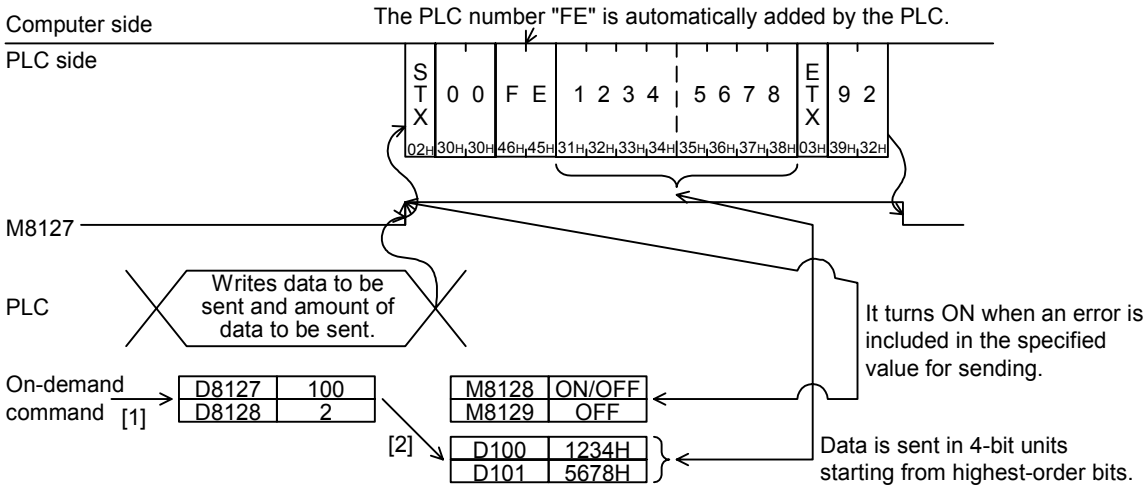 The PLC number "FE" is automatically added by the PLC.
Computer side
PLC side
STX 0 0 F E 1 2 3 4 5 6 7 8 ETX 9 2
02H 30H 30H 46H 45H 31H 32H 33H 34H 35H 36H 37H 38H 03H 39H 32H
M8127
PLC
Writes data to be
sent and amount of
data to be sent.
It turns ON when an error is
included in the specified
value for sending.
On-demand
command [1]
D8127 100
D8128 2
M8128 ON/OFF
M8129 OFF
[2]
D100 1234H
D101 5678H
Data is sent in 4-bit units
starting from highest-order bits.